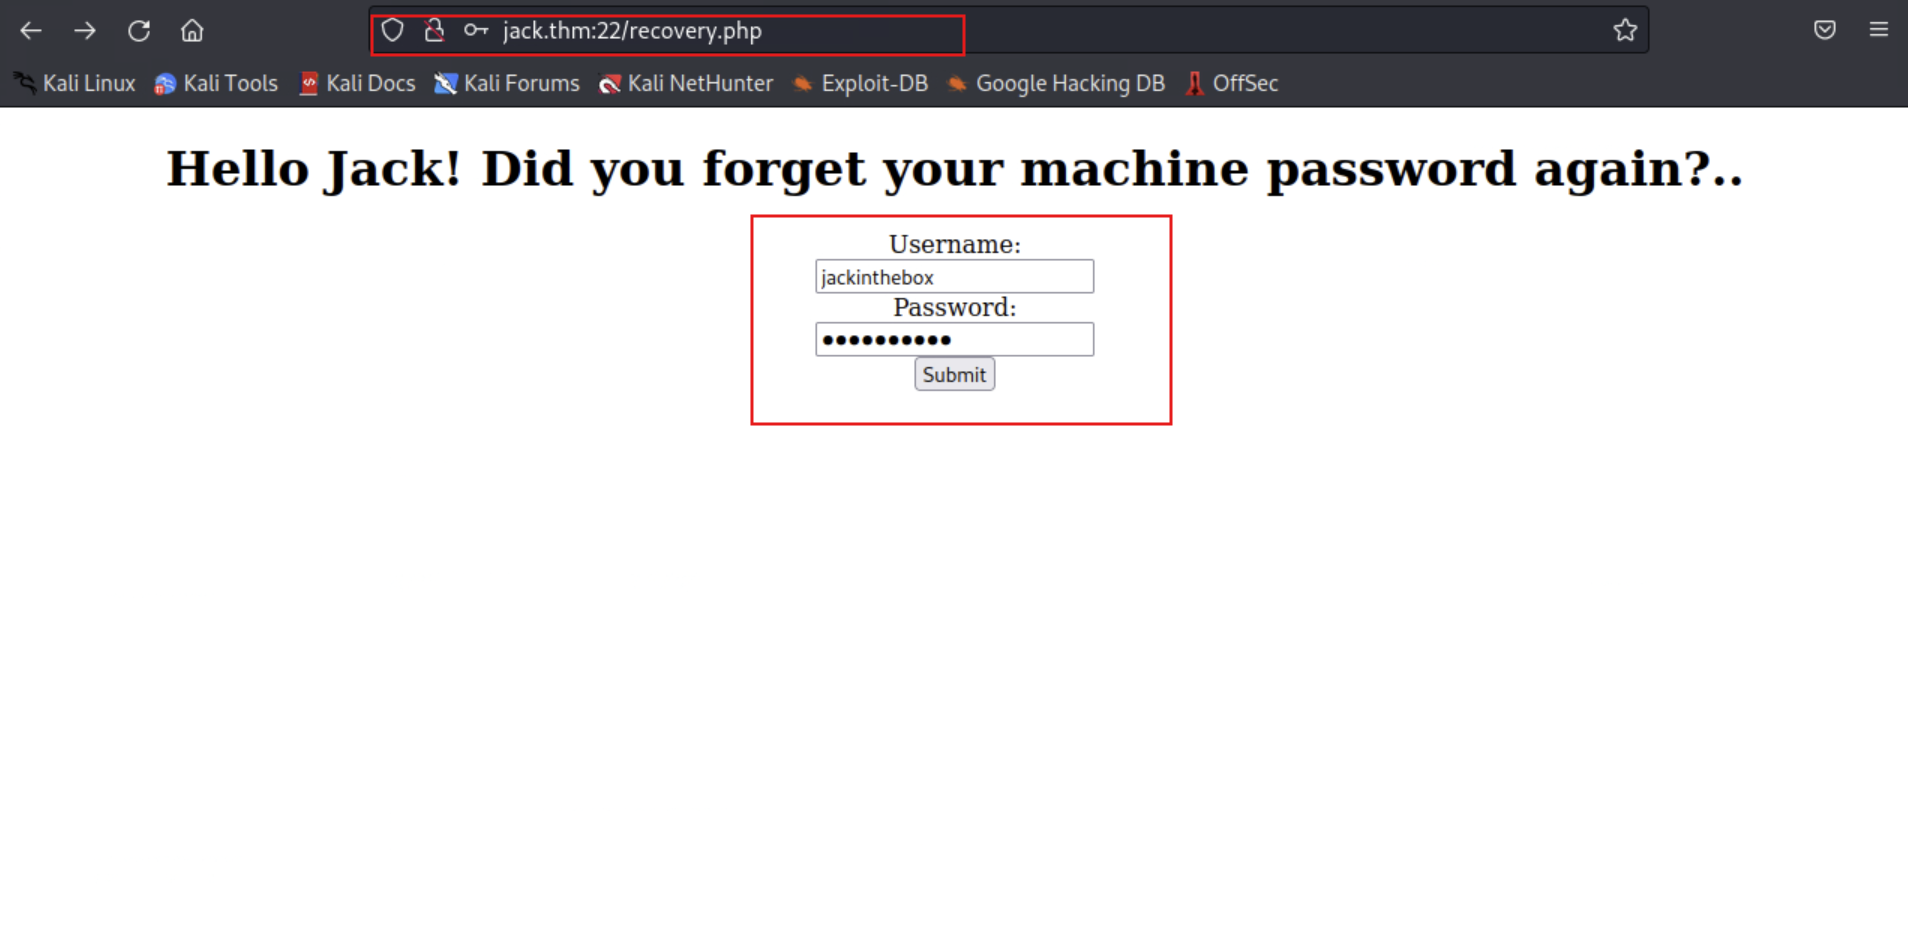 jack.thm:22/recovery.php
Kali Linux Kali Tools Kali Docs Kali Forums Kali NetHunter Exploit-DB Google Hacking DB OffSec
Hello Jack! Did you forget your machine password again?..
Username:
jackinthebox
Password:
••••••••••
Submit